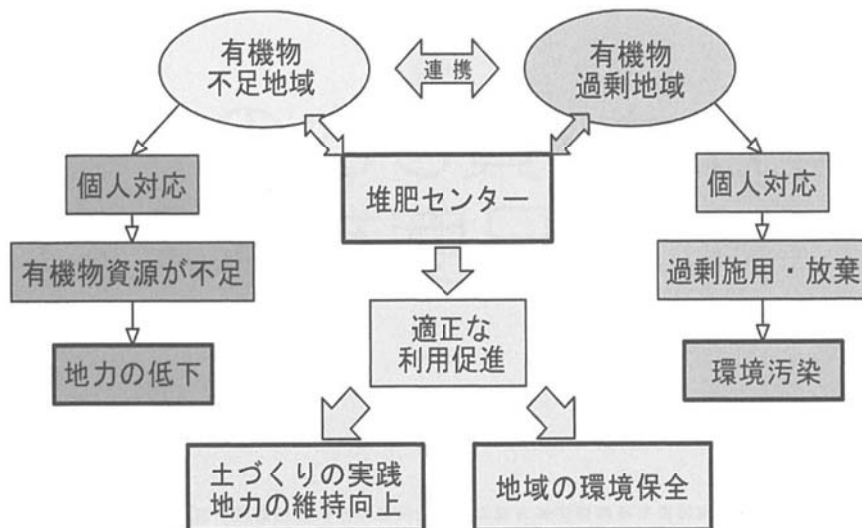 有機物
不足地域
連携
有機物
過剰地域
個人対応
堆肥センター
個人対応
有機物資源が不足
過剰施用・放棄
適正な
利用促進
地力の低下
環境汚染
土づくりの実践
地力の維持向上
地域の環境保全